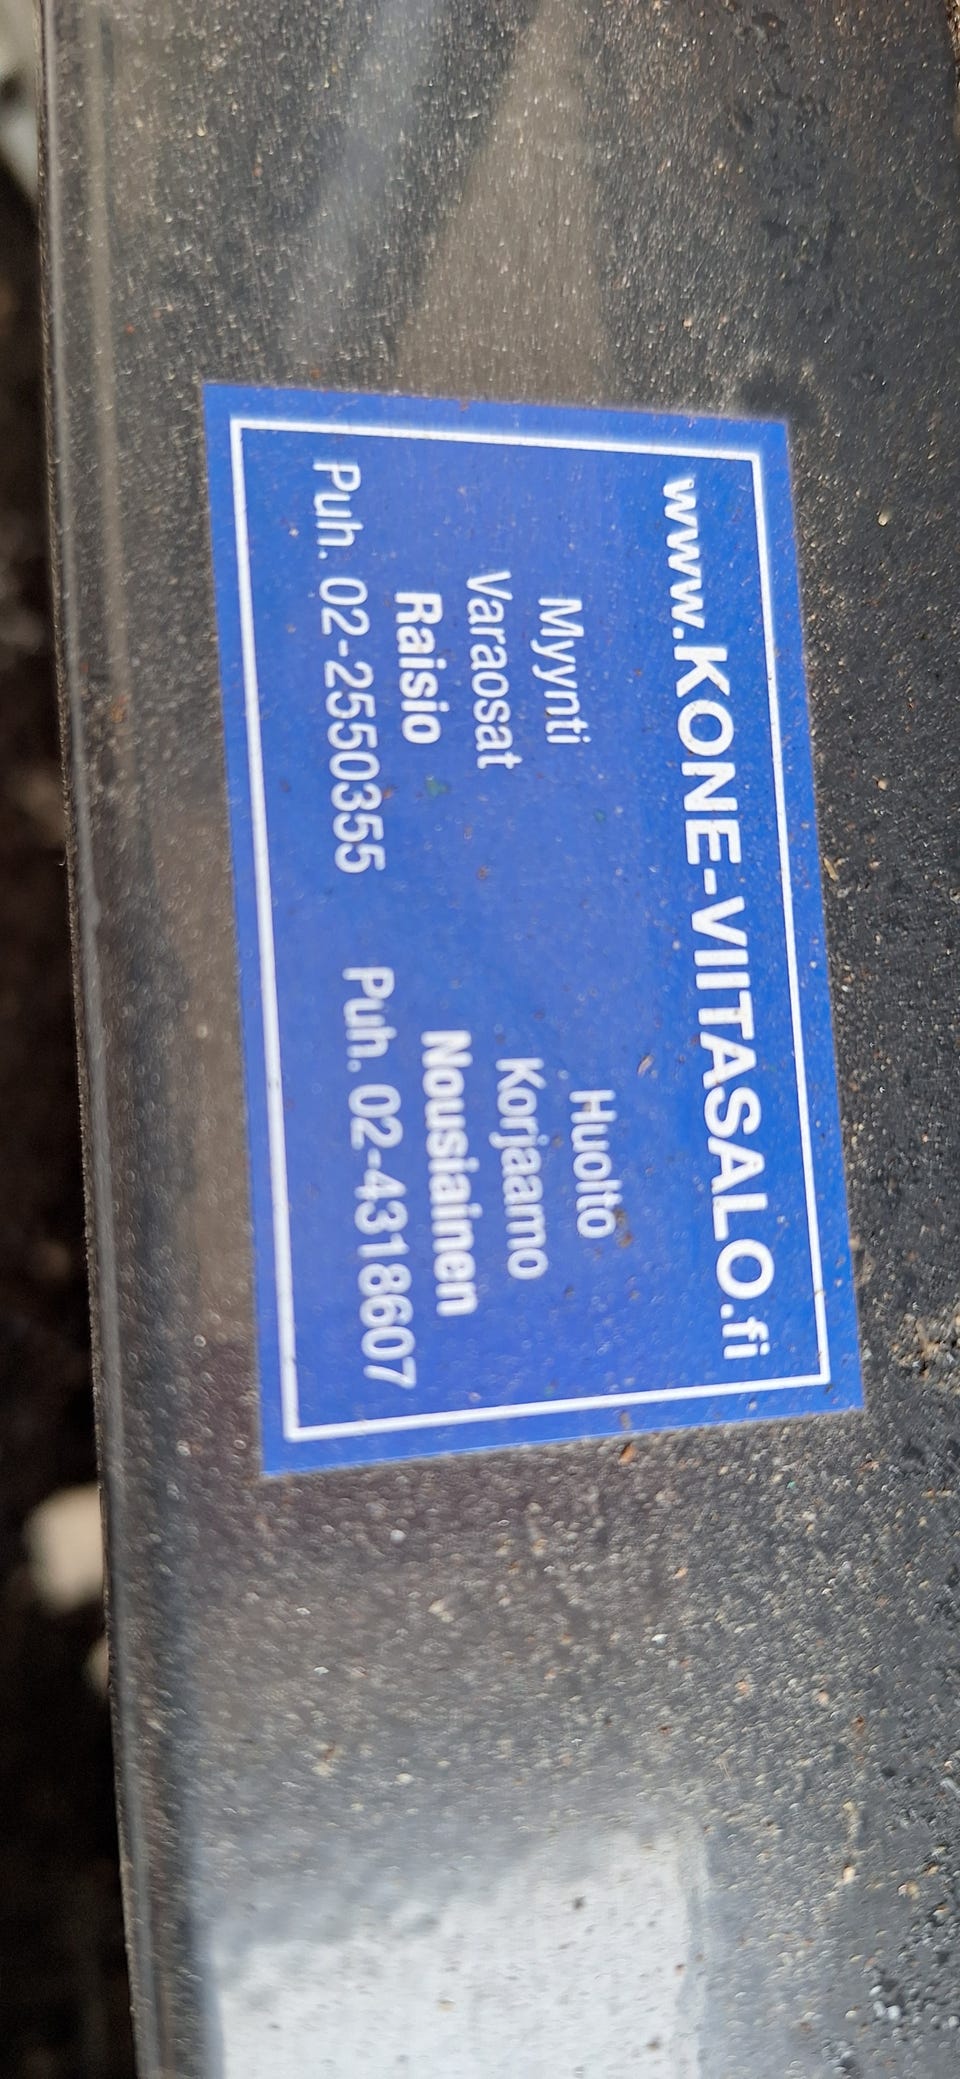 www.KONE-VIITASALO.fi
Myynti Huolto
Varaosat Korjaamo
Raisio Nousiainen
Puh. 02-2550355 Puh. 02-4318607